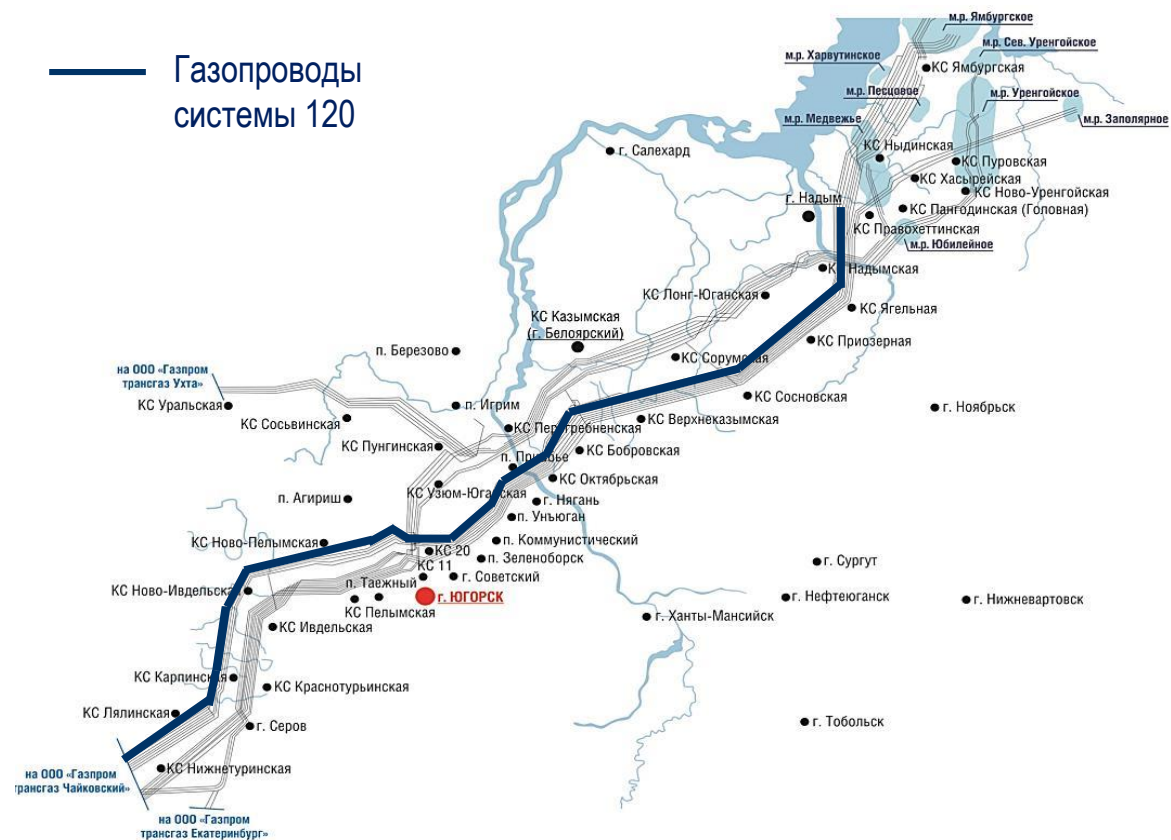 Газопроводы
системы 120
м.р. Ямбургское
м.р. Сев. Уренгойское
м.р. Харвутинское
КС Ямбургская
м.р. Песцовое
м.р. Уренгойское
м.р. Заполярное
м.р. Медвежье
КС Ныдинская
г. Салехард
КС Пуровская
КС Хасырейская
КС Ново-Уренгойская
г. Надым
КС Пангодинская (Головная)
КС Правохеттинская
м.р. Юбилейное
КС Надымская
КС Лонг-Юганская
КС Ягельная
КС Казымская
(г. Белоярский)
КС Приозерная
п. Березово
КС Сорумская
на ООО «Газпром
трансгаз Ухта»
КС Сосновская
КС Уральская
п. Игрим
г. Ноябрьск
КС Сосьвинская
КС Верхнеказымская
КС Перегребненская
КС Пунгинская
КС Бобровская
п. Приобье
КС Октябрьская
КС Узюм-Юганская
п. Агириш
г. Нягань
п. Унъюган
КС Ново-Пелымская
п. Коммунистический
КС 20
п. Зеленоборск
г. Сургут
КС 11
п. Таежный
г. Советский
КС Ново-Ивдельская
КС Пелымская
г. ЮГОРСК
г. Нефтеюганск
г. Нижневартовск
г. Ханты-Мансийск
КС Ивдельская
КС Карпинская
КС Краснотурьинская
КС Лялинская
г. Серов
г. Тобольск
КС Нижнетуринская
на ООО «Газпром
трансгаз Чайковский»
на ООО «Газпром
трансгаз Екатеринбург»